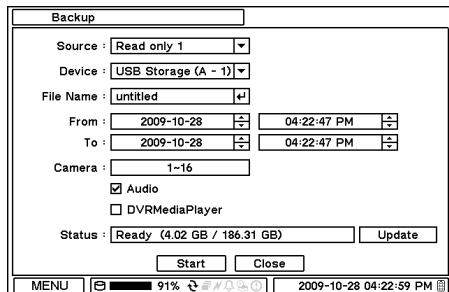 Backup
Source : Read only 1
Device : USB Storage (A - 1)
File Name : untitled
From : 2009-10-28 04:22:47 PM
To : 2009-10-28 04:22:47 PM
Camera : 1~16
Audio
DVRMediaPlayer
Status : Ready (4.02 GB / 186.31 GB) Update
Start Close
MENU 91% 2009-10-28 04:22:59 PM